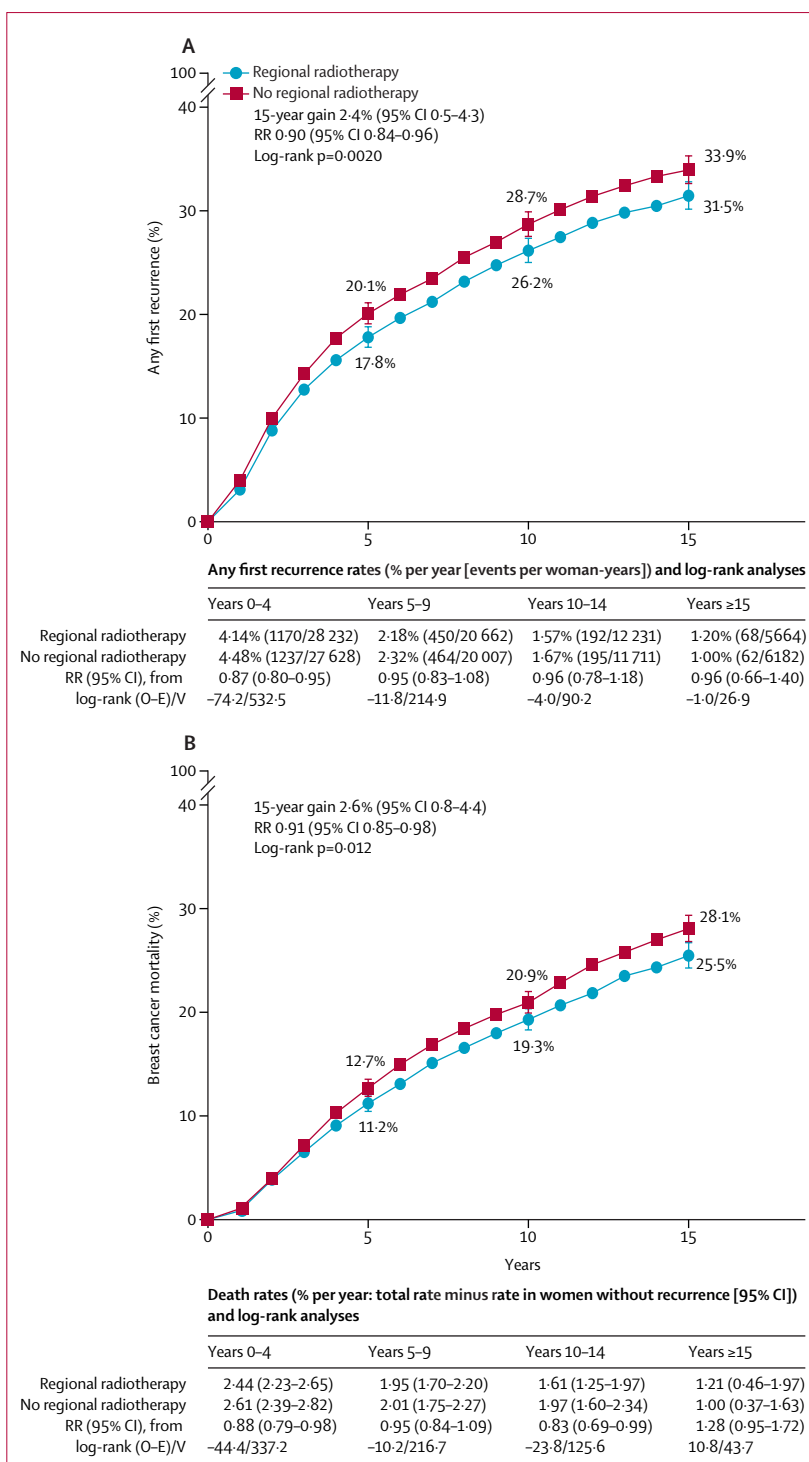 A
Regional radiotherapy
No regional radiotherapy
15-year gain 2·4% (95% CI 0·5–4·3)
RR 0·90 (95% CI 0·84–0·96)
Log-rank p=0·0020
100
40
30
20
10
0
Any first recurrence (%)
20·1%
17·8%
28·7%
26·2%
33·9%
31·5%
0 5 10 15
Any first recurrence rates (% per year [events per woman-years]) and log-rank analyses
Years 0–4 Years 5–9 Years 10–14 Years ≥15
Regional radiotherapy 4·14% (1170/28 232) 2·18% (450/20 662) 1·57% (192/12 231) 1·20% (68/5664)
No regional radiotherapy 4·48% (1237/27 628) 2·32% (464/20 007) 1·67% (195/11 711) 1·00% (62/6182)
RR (95% CI), from 0·87 (0·80–0·95) 0·95 (0·83–1·08) 0·96 (0·78–1·18) 0·96 (0·66–1·40)
log-rank (O–E)/V –74·2/532·5 –11·8/214·9 –4·0/90·2 –1·0/26·9
B
100
40
30
20
10
0
15-year gain 2·6% (95% CI 0·8–4·4)
RR 0·91 (95% CI 0·85–0·98)
Log-rank p=0·012
Breast cancer mortality (%)
12·7%
11·2%
20·9%
19·3%
28·1%
25·5%
0 5 10 15
Years
Death rates (% per year: total rate minus rate in women without recurrence [95% CI])
and log-rank analyses
Years 0–4 Years 5–9 Years 10–14 Years ≥15
Regional radiotherapy 2·44 (2·23–2·65) 1·95 (1·70–2·20) 1·61 (1·25–1·97) 1·21 (0·46–1·97)
No regional radiotherapy 2·61 (2·39–2·82) 2·01 (1·75–2·27) 1·97 (1·60–2·34) 1·00 (0·37–1·63)
RR (95% CI), from 0·88 (0·79–0·98) 0·95 (0·84–1·09) 0·83 (0·69–0·99) 1·28 (0·95–1·72)
log-rank (O–E)/V –44·4/337·2 –10·2/216·7 –23·8/125·6 10·8/43·7